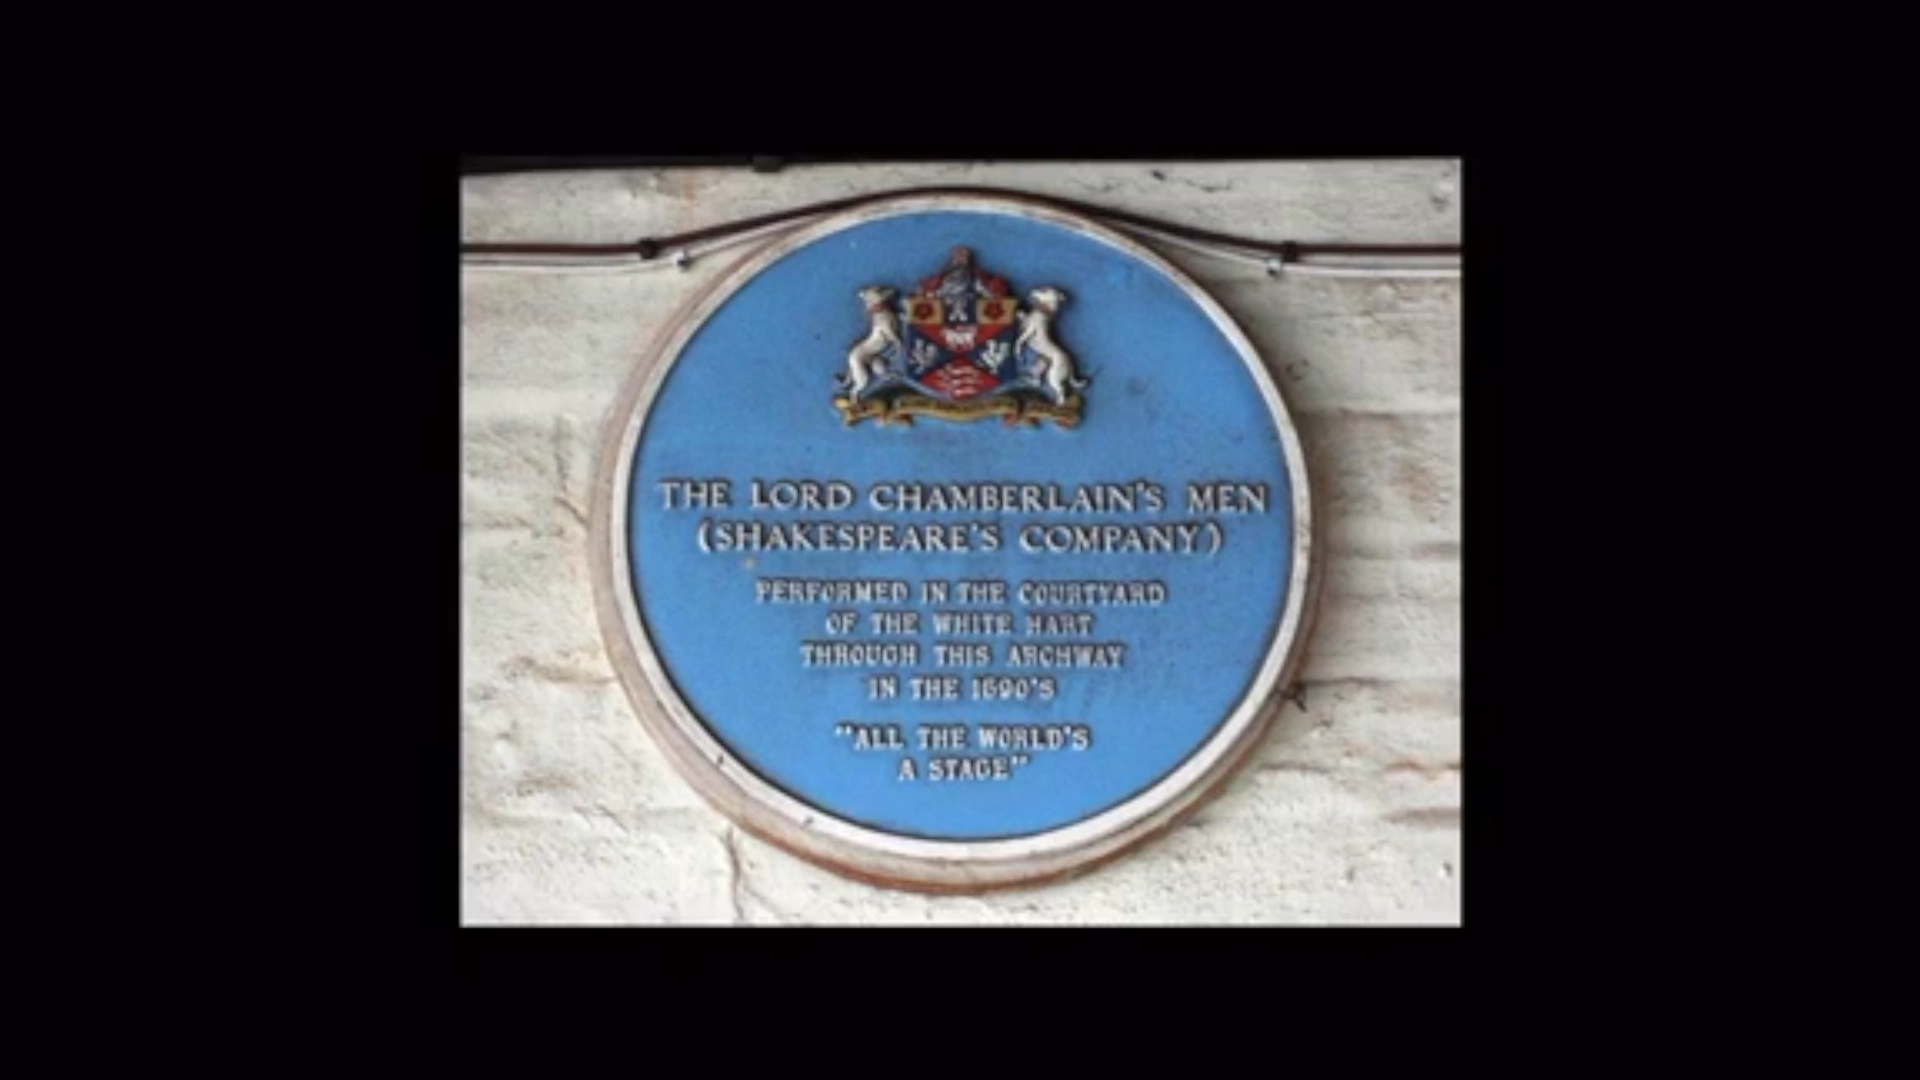 THE LORD CHAMBERLAIN'S MEN
(SHAKESPEARE'S COMPANY)
PERFORMED IN THE COURTYARD
OF THE WHITE HART
THROUGH THIS ARCHWAY
IN THE 1590'S
"ALL THE WORLD'S
A STAGE"